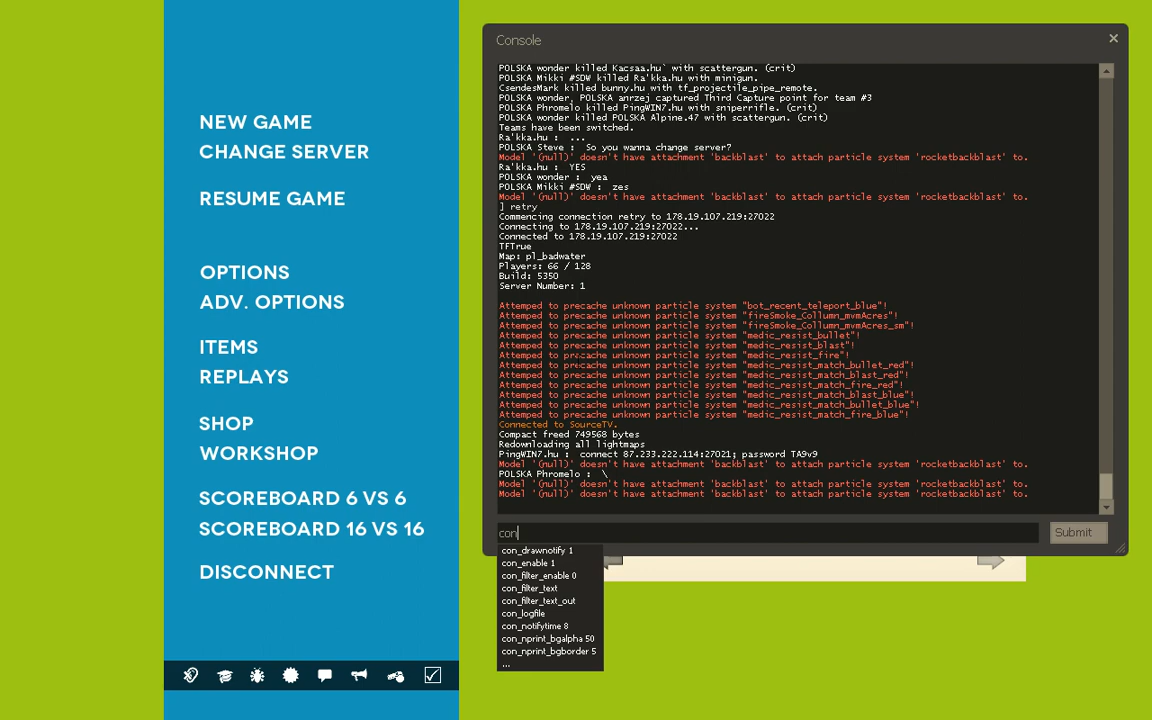 NEW GAME
CHANGE SERVER
RESUME GAME
OPTIONS
ADV. OPTIONS
ITEMS
REPLAYS
SHOP
WORKSHOP
SCOREBOARD 6 VS 6
SCOREBOARD 16 VS 16
DISCONNECT
Console
POLSKA wonder killed Kacsaa.hu` with scattergun. (crit)
POLSKA Mikki #SDW killed Ra'kka.hu with minigun.
CsendesMark killed bunny.hu with tf_projectile_pipe_remote.
POLSKA wonder, POLSKA anrzej captured Third Capture point for team #3
POLSKA Phromelo killed PingWIN7.hu with sniperrifle. (crit)
POLSKA wonder killed POLSKA Alpine.47 with scattergun. (crit)
Teams have been switched.
Ra'kka.hu :  ...
POLSKA Steve :  So you wanna change server?
Model '(null)' doesn't have attachment 'backblast' to attach particle system 'rocketbackblast' to.
Ra'kka.hu :  YES
POLSKA wonder :  yea
POLSKA Mikki #SDW :  zes
Model '(null)' doesn't have attachment 'backblast' to attach particle system 'rocketbackblast' to.
] retry
Commencing connection retry to 178.19.107.219:27022
Connecting to 178.19.107.219:27022...
Connected to 178.19.107.219:27022
TFTrue
Map: pl_badwater
Players: 66 / 128
Build: 5350
Server Number: 1
Attemped to precache unknown particle system "bot_recent_teleport_blue"!
Attemped to precache unknown particle system "fireSmoke_Collumn_mvmAcres"!
Attemped to precache unknown particle system "fireSmoke_Collumn_mvmAcres_sm"!
Attemped to precache unknown particle system "medic_resist_bullet"!
Attemped to precache unknown particle system "medic_resist_blast"!
Attemped to precache unknown particle system "medic_resist_fire"!
Attemped to precache unknown particle system "medic_resist_match_bullet_red"!
Attemped to precache unknown particle system "medic_resist_match_blast_red"!
Attemped to precache unknown particle system "medic_resist_match_fire_red"!
Attemped to precache unknown particle system "medic_resist_match_blast_blue"!
Attemped to precache unknown particle system "medic_resist_match_bullet_blue"!
Attemped to precache unknown particle system "medic_resist_match_fire_blue"!
Connected to SourceTV.
Compact freed 749568 bytes
Redownloading all lightmaps
PingWIN7.hu :  connect 87.233.222.114:27021; password TA9v9
Model '(null)' doesn't have attachment 'backblast' to attach particle system 'rocketbackblast' to.
POLSKA Phromelo :  \
Model '(null)' doesn't have attachment 'backblast' to attach particle system 'rocketbackblast' to.
Model '(null)' doesn't have attachment 'backblast' to attach particle system 'rocketbackblast' to.
con
Submit
con_drawnotify 1
con_enable 1
con_filter_enable 0
con_filter_text
con_filter_text_out
con_logfile
con_notifytime 8
con_nprint_bgalpha 50
con_nprint_bgborder 5
...